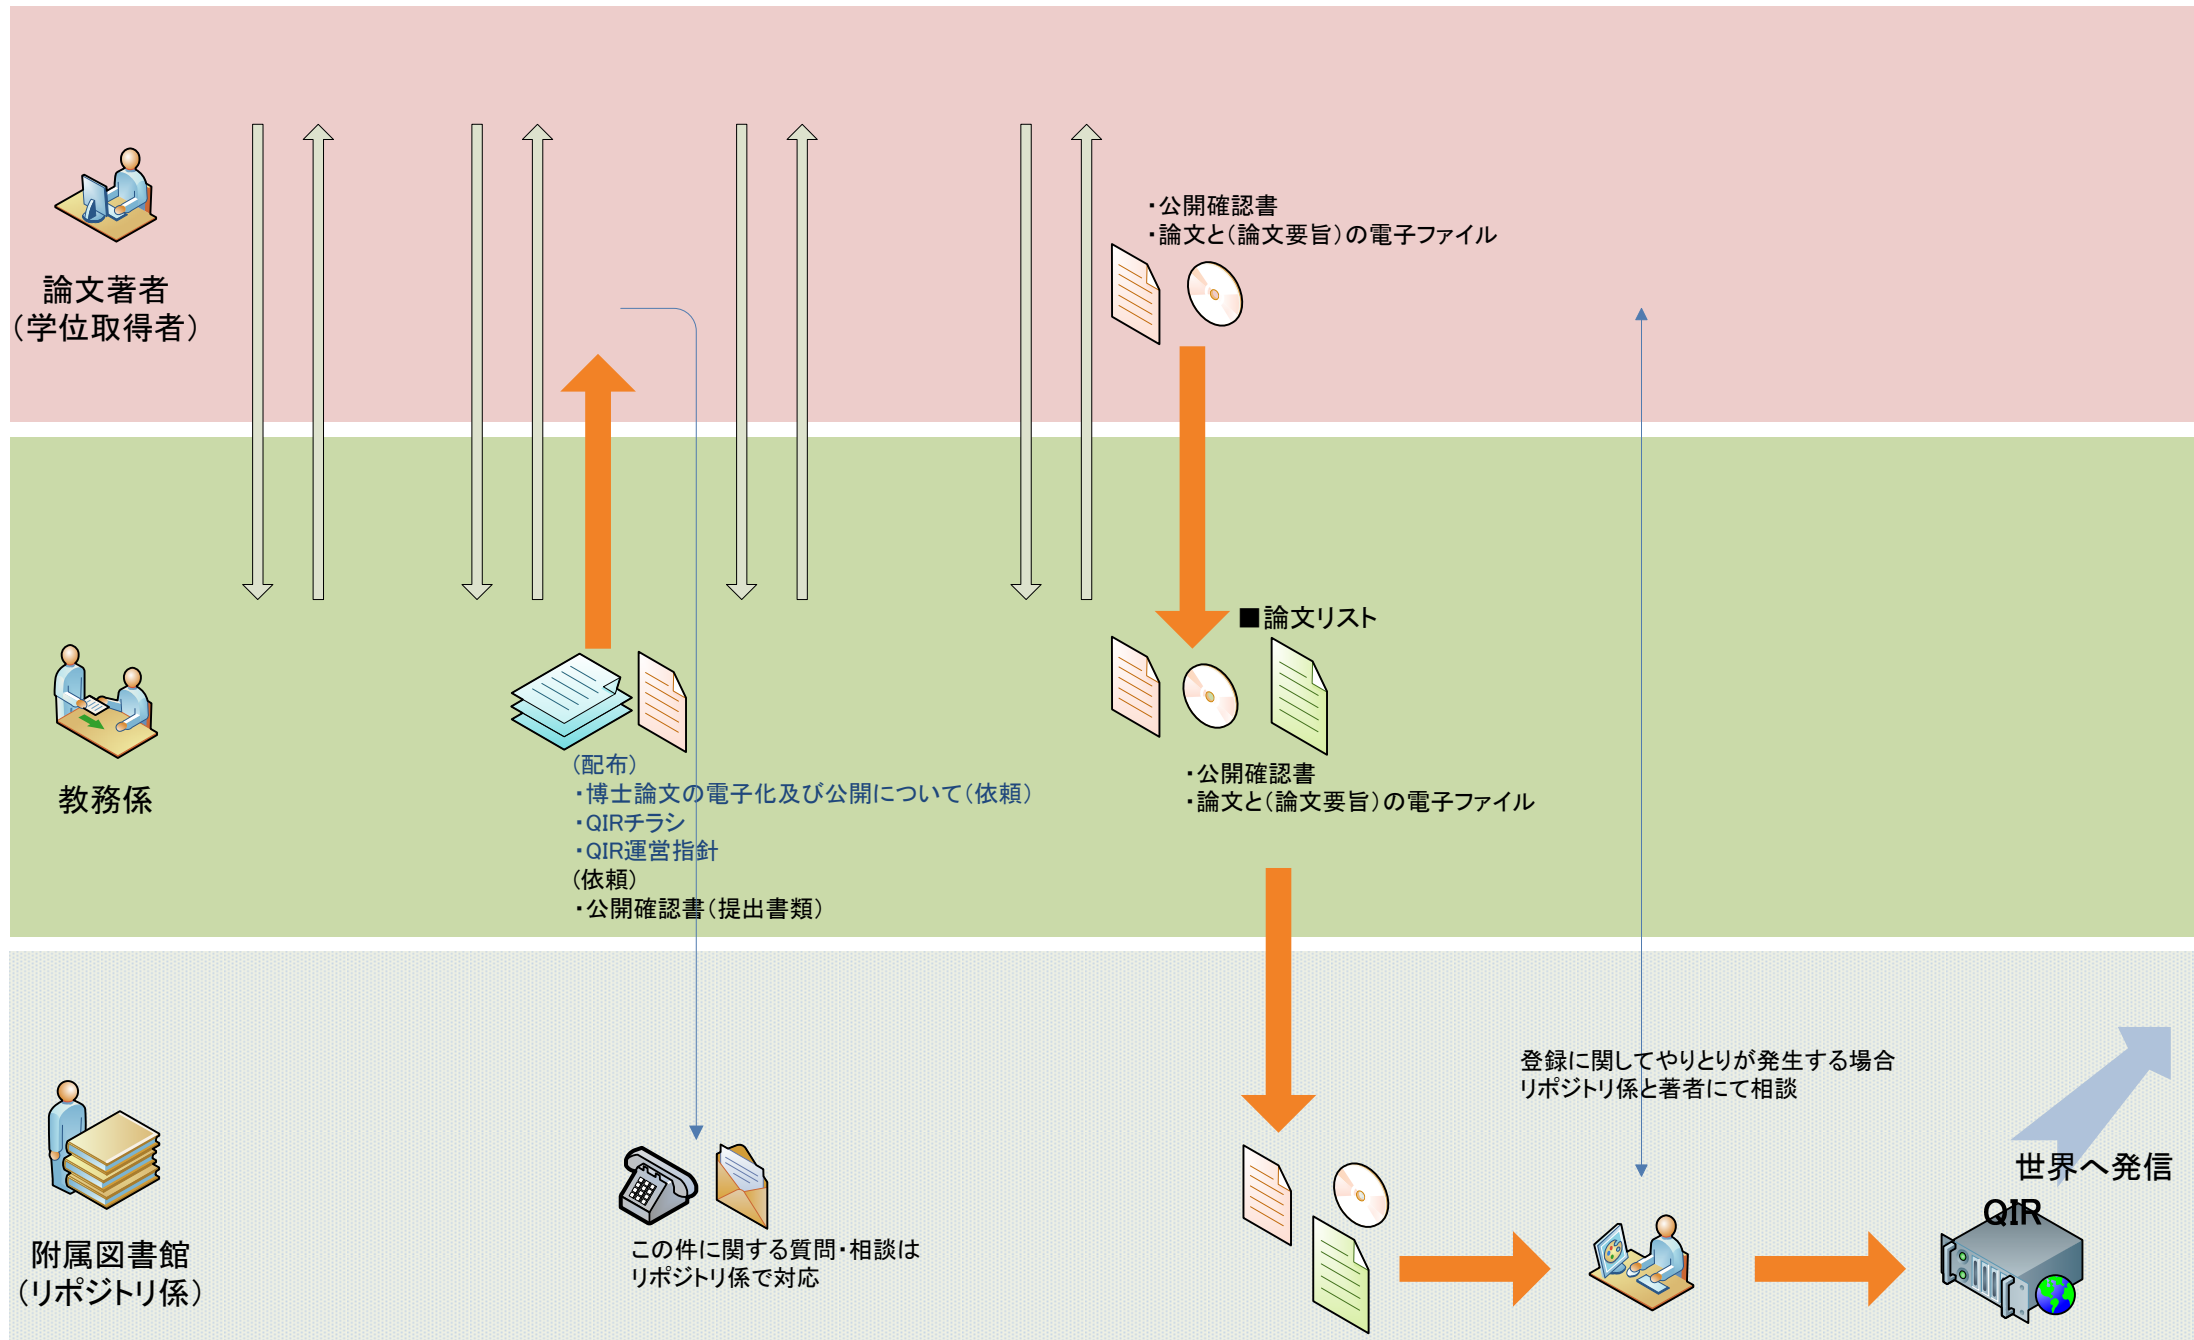 ・公開確認書
・論文と(論文要旨)の電子ファイル
論文著者
(学位取得者)
■論文リスト
教務係
(配布)
・博士論文の電子化及び公開について(依頼)
・QIRチラシ
・QIR運営指針
(依頼)
・公開確認書(提出書類)
・公開確認書
・論文と(論文要旨)の電子ファイル
附属図書館
(リポジトリ係)
この件に関する質問・相談は
リポジトリ係で対応
登録に関してやりとりが発生する場合
リポジトリ係と著者にて相談
世界へ発信
QIR